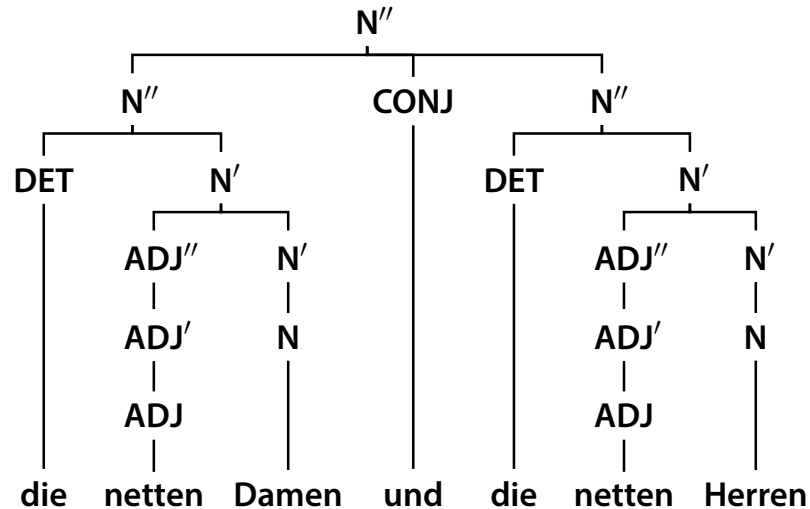 N″
N″ CONJ N″
DET N′ DET N′
ADJ″ N′ ADJ″ N′
ADJ′ N ADJ′ N
ADJ ADJ
die netten Damen und die netten Herren